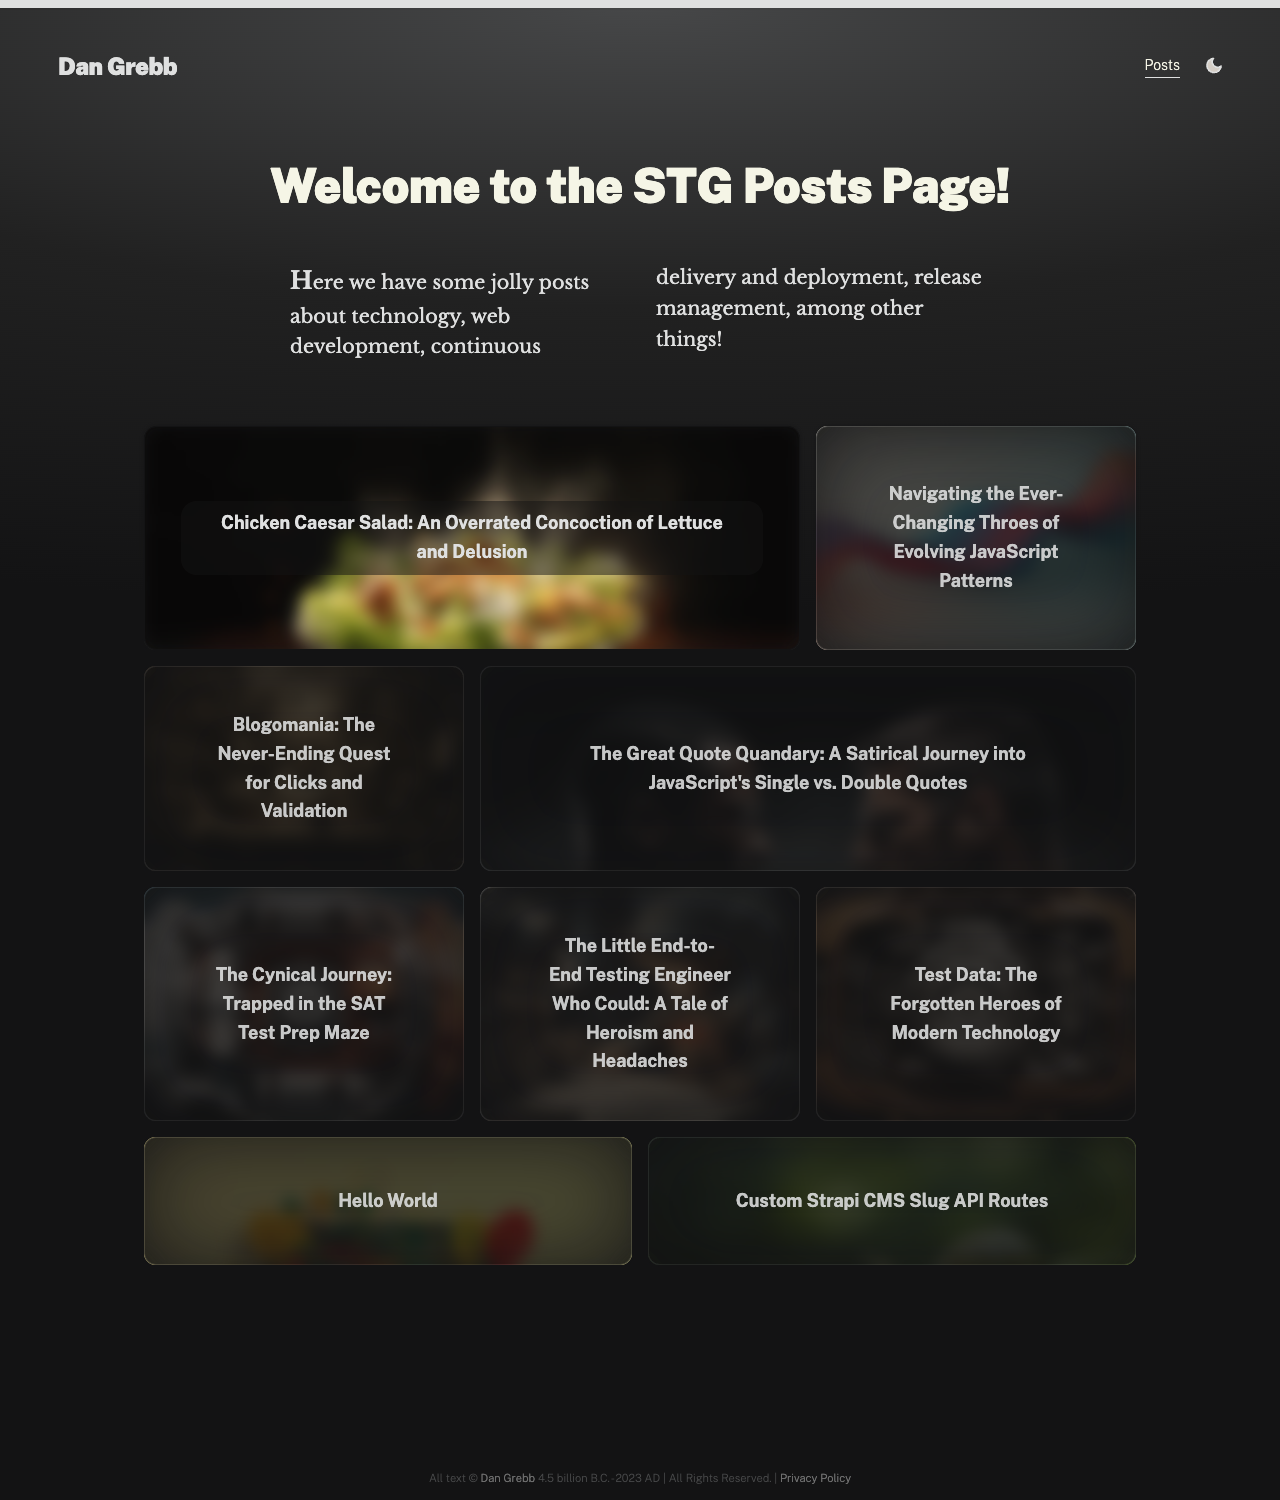 Dan Grebb
Posts
Welcome to the STG Posts Page!
Here we have some jolly posts
about technology, web
development, continuous
delivery and deployment, release
management, among other
things!
Chicken Caesar Salad: An Overrated Concoction of Lettuce
and Delusion
Navigating the Ever-
Changing Throes of
Evolving JavaScript
Patterns
Blogomania: The
Never-Ending Quest
for Clicks and
Validation
The Great Quote Quandary: A Satirical Journey into
JavaScript's Single vs. Double Quotes
The Cynical Journey:
Trapped in the SAT
Test Prep Maze
The Little End-to-
End Testing Engineer
Who Could: A Tale of
Heroism and
Headaches
Test Data: The
Forgotten Heroes of
Modern Technology
Hello World
Custom Strapi CMS Slug API Routes
All text © Dan Grebb 4.5 billion B.C.-2023 AD | All Rights Reserved. | Privacy Policy